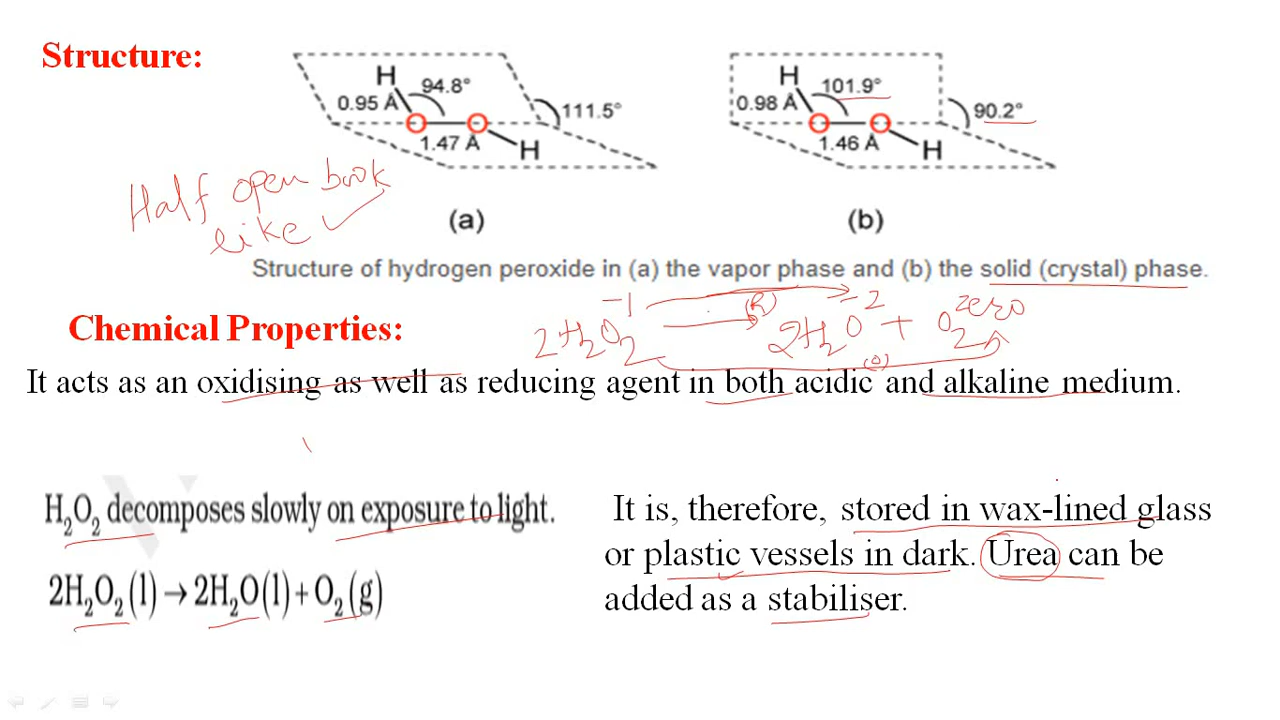 Structure:
H
94.8°
0.95 Å
111.5°
O O
1.47 Å
H
H
101.9°
0.98 Å
90.2°
O O
1.46 Å
H
Half open book
like
(a)
(b)
Structure of hydrogen peroxide in (a) the vapor phase and (b) the solid (crystal) phase.
Chemical Properties:
2H₂O₂⁻¹ (R) 2H₂O⁻² + O₂ zero
(O)
It acts as an oxidising as well as reducing agent in both acidic and alkaline medium.
H₂O₂ decomposes slowly on exposure to light.
2H₂O₂(l) → 2H₂O(l) + O₂(g)
It is, therefore, stored in wax-lined glass
or plastic vessels in dark. Urea can be
added as a stabiliser.